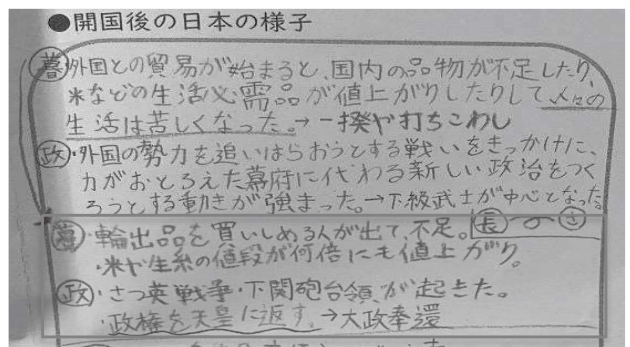 ●開国後の日本の様子
㊥外国との貿易が始まると、国内の品物が不足したり、
米などの生活必需品が値上がりしたりして人々の
生活は苦しくなった。→一揆や打ちこわし
政・外国の勢力を追いはらおうとする戦いをきっかけに、
力がおとろえた幕府に代わる新しい政治をつく
ろうとする動きが強まった。→下級武士が中心となった。
・輪出品を買いしめる人が出て、不足。長
・米や生糸の値段が何倍にも値上がり。
政・さつ英戦争・下関砲台領が起きた。
・政権を天皇に返す。→大政奉還